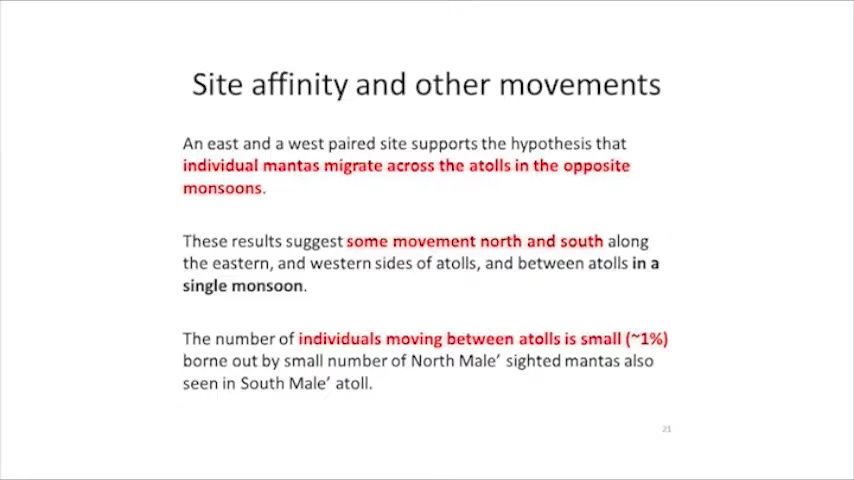 Site affinity and other movements
An east and a west paired site supports the hypothesis that
individual mantas migrate across the atolls in the opposite
monsoons.
These results suggest some movement north and south along
the eastern, and western sides of atolls, and between atolls in a
single monsoon.
The number of individuals moving between atolls is small (~1%)
borne out by small number of North Male’ sighted mantas also
seen in South Male’ atoll.
21